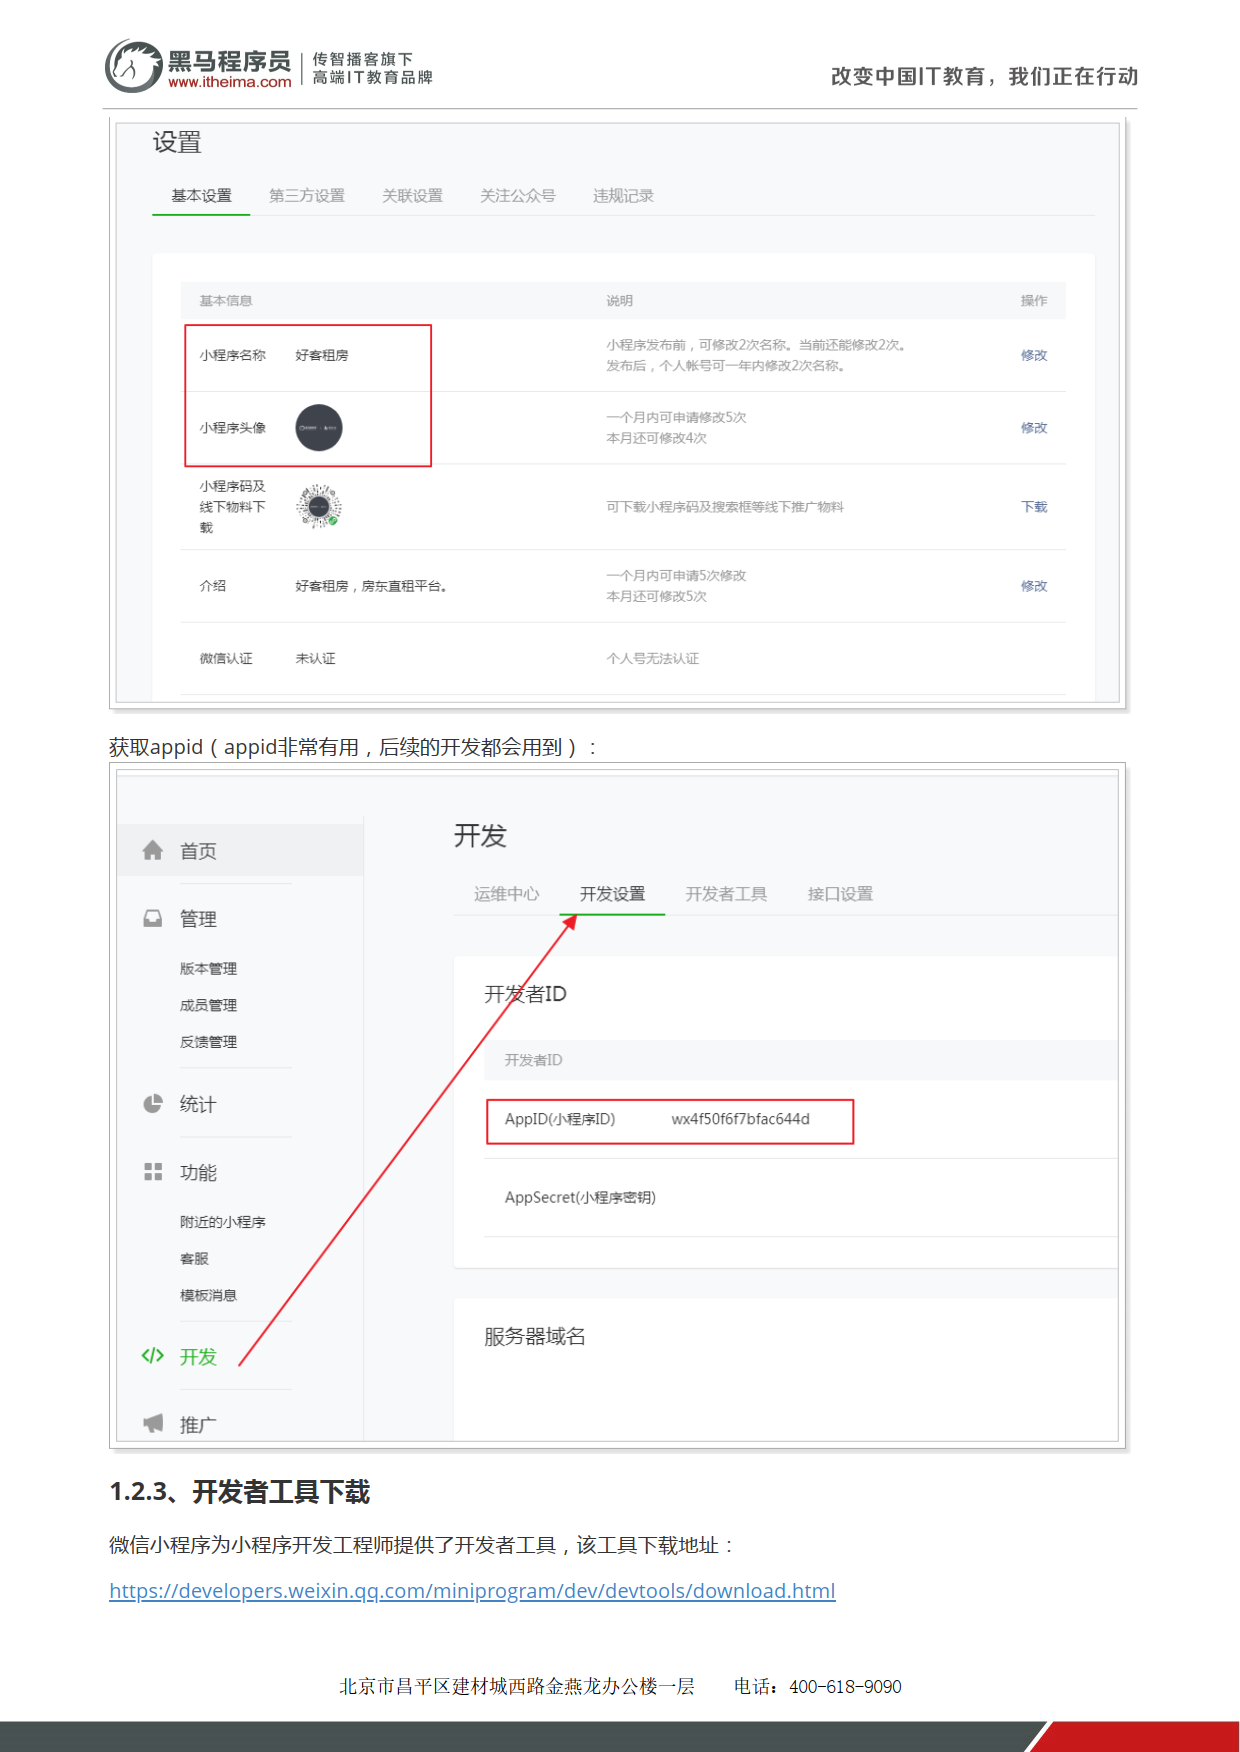 黑马程序员
www.itheima.com
传智播客旗下
高端IT教育品牌
改变中国IT教育，我们正在行动
设置
基本设置 第三方设置 关联设置 关注公众号 违规记录
基本信息 说明 操作
小程序名称 好客租房 小程序发布前，可修改2次名称。当前还能修改2次。
发布后，个人帐号可一年内修改2次名称。 修改
小程序头像 一个月内可申请修改5次
本月还可修改4次 修改
小程序码及
线下物料下
载 可下载小程序码及搜索框等线下推广物料 下载
介绍 好客租房，房东直租平台。 一个月内可申请5次修改
本月还可修改5次 修改
微信认证 未认证 个人号无法认证
获取appid（appid非常有用，后续的开发都会用到）：
首页
管理
版本管理
成员管理
反馈管理
统计
功能
附近的小程序
客服
模板消息
开发
推广
开发
运维中心 开发设置 开发者工具 接口设置
开发者ID
开发者ID
AppID(小程序ID) wx4f50f6f7bfac644d
AppSecret(小程序密钥)
服务器域名
1.2.3、开发者工具下载
微信小程序为小程序开发工程师提供了开发者工具，该工具下载地址：
https://developers.weixin.qq.com/miniprogram/dev/devtools/download.html
北京市昌平区建材城西路金燕龙办公楼一层 电话：400-618-9090